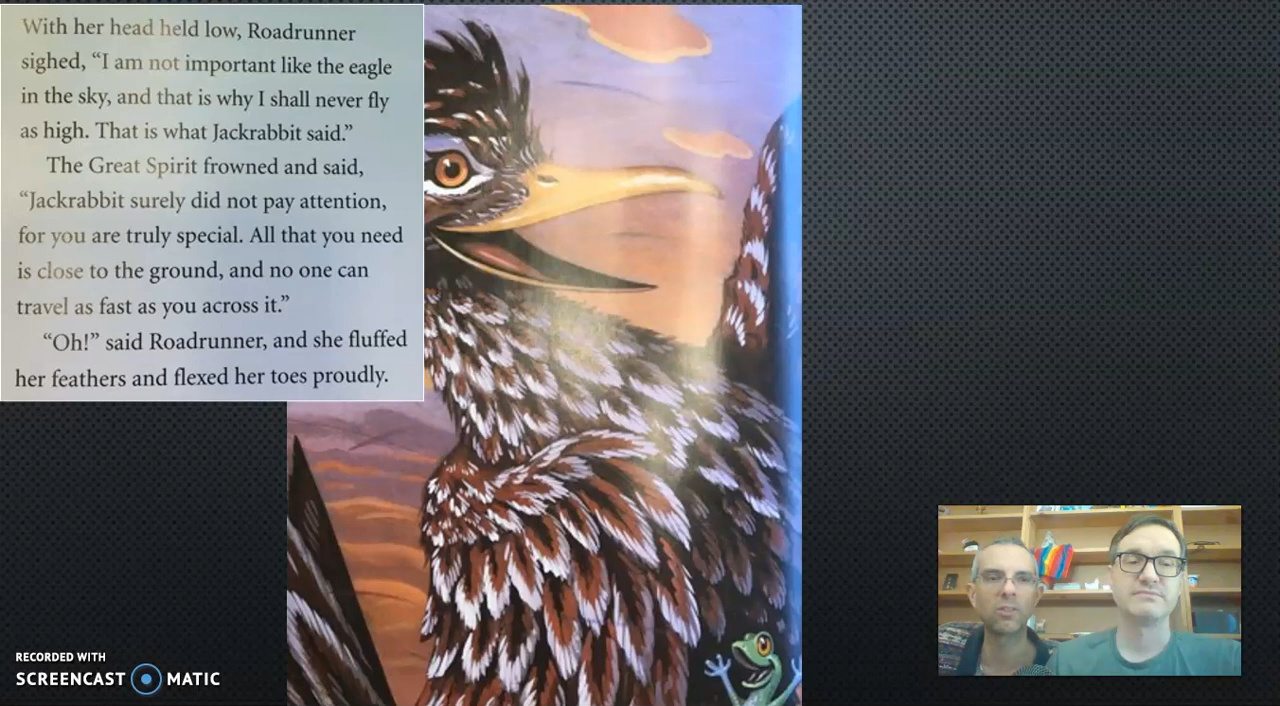 With her head held low, Roadrunner
sighed, “I am not important like the eagle
in the sky, and that is why I shall never fly
as high. That is what Jackrabbit said.”
The Great Spirit frowned and said,
“Jackrabbit surely did not pay attention,
for you are truly special. All that you need
is close to the ground, and no one can
travel as fast as you across it.”
“Oh!” said Roadrunner, and she fluffed
her feathers and flexed her toes proudly.
RECORDED WITH
SCREENCAST MATIC